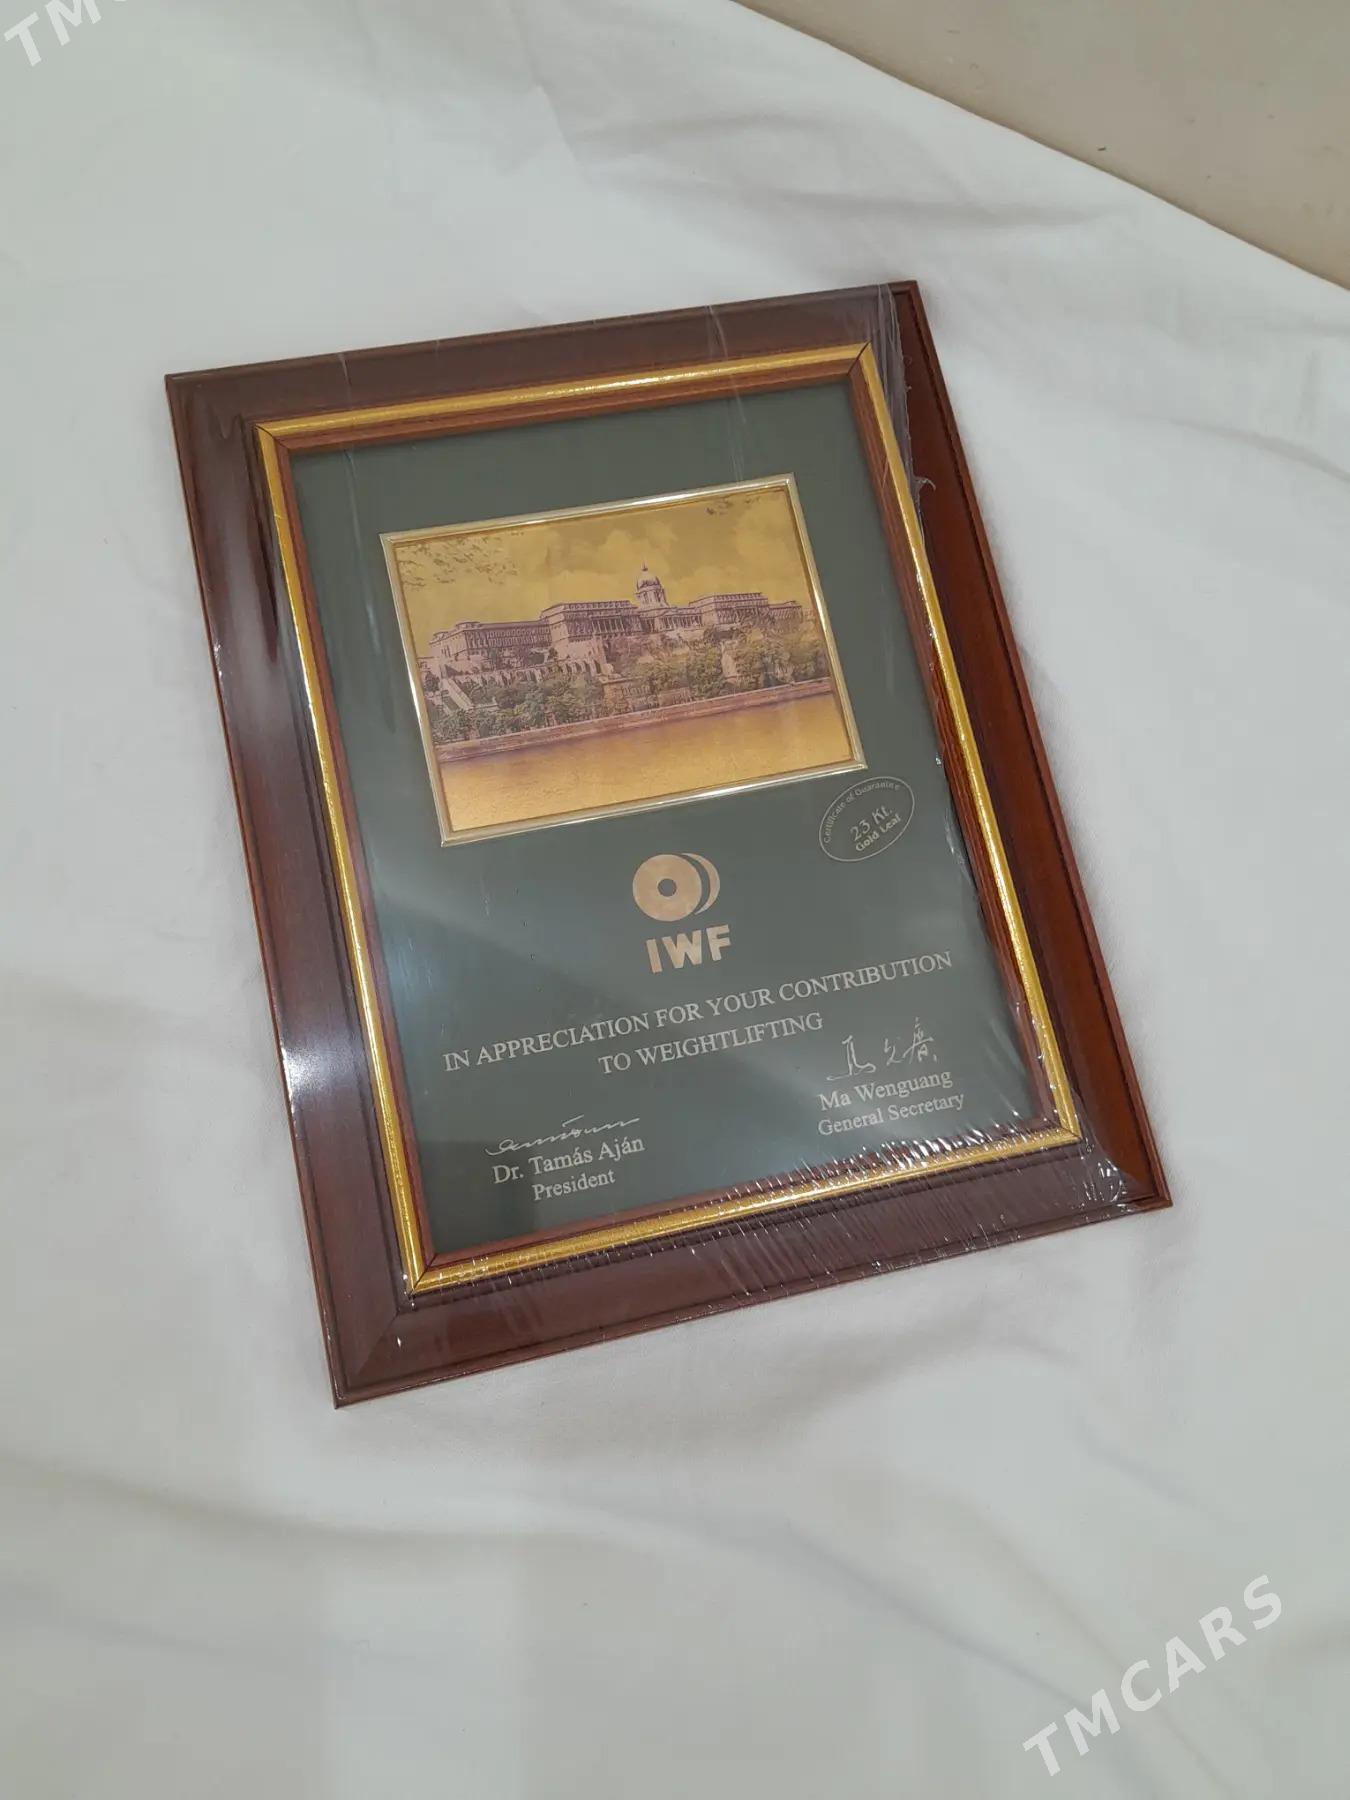 TMCARS
Certificate of Guarantee
23 Kt.
Gold Leaf
IWF
IN APPRECIATION FOR YOUR CONTRIBUTION
TO WEIGHTLIFTING
Ma Wenguang
General Secretary
Dr. Tamás Aján
President
TMCARS